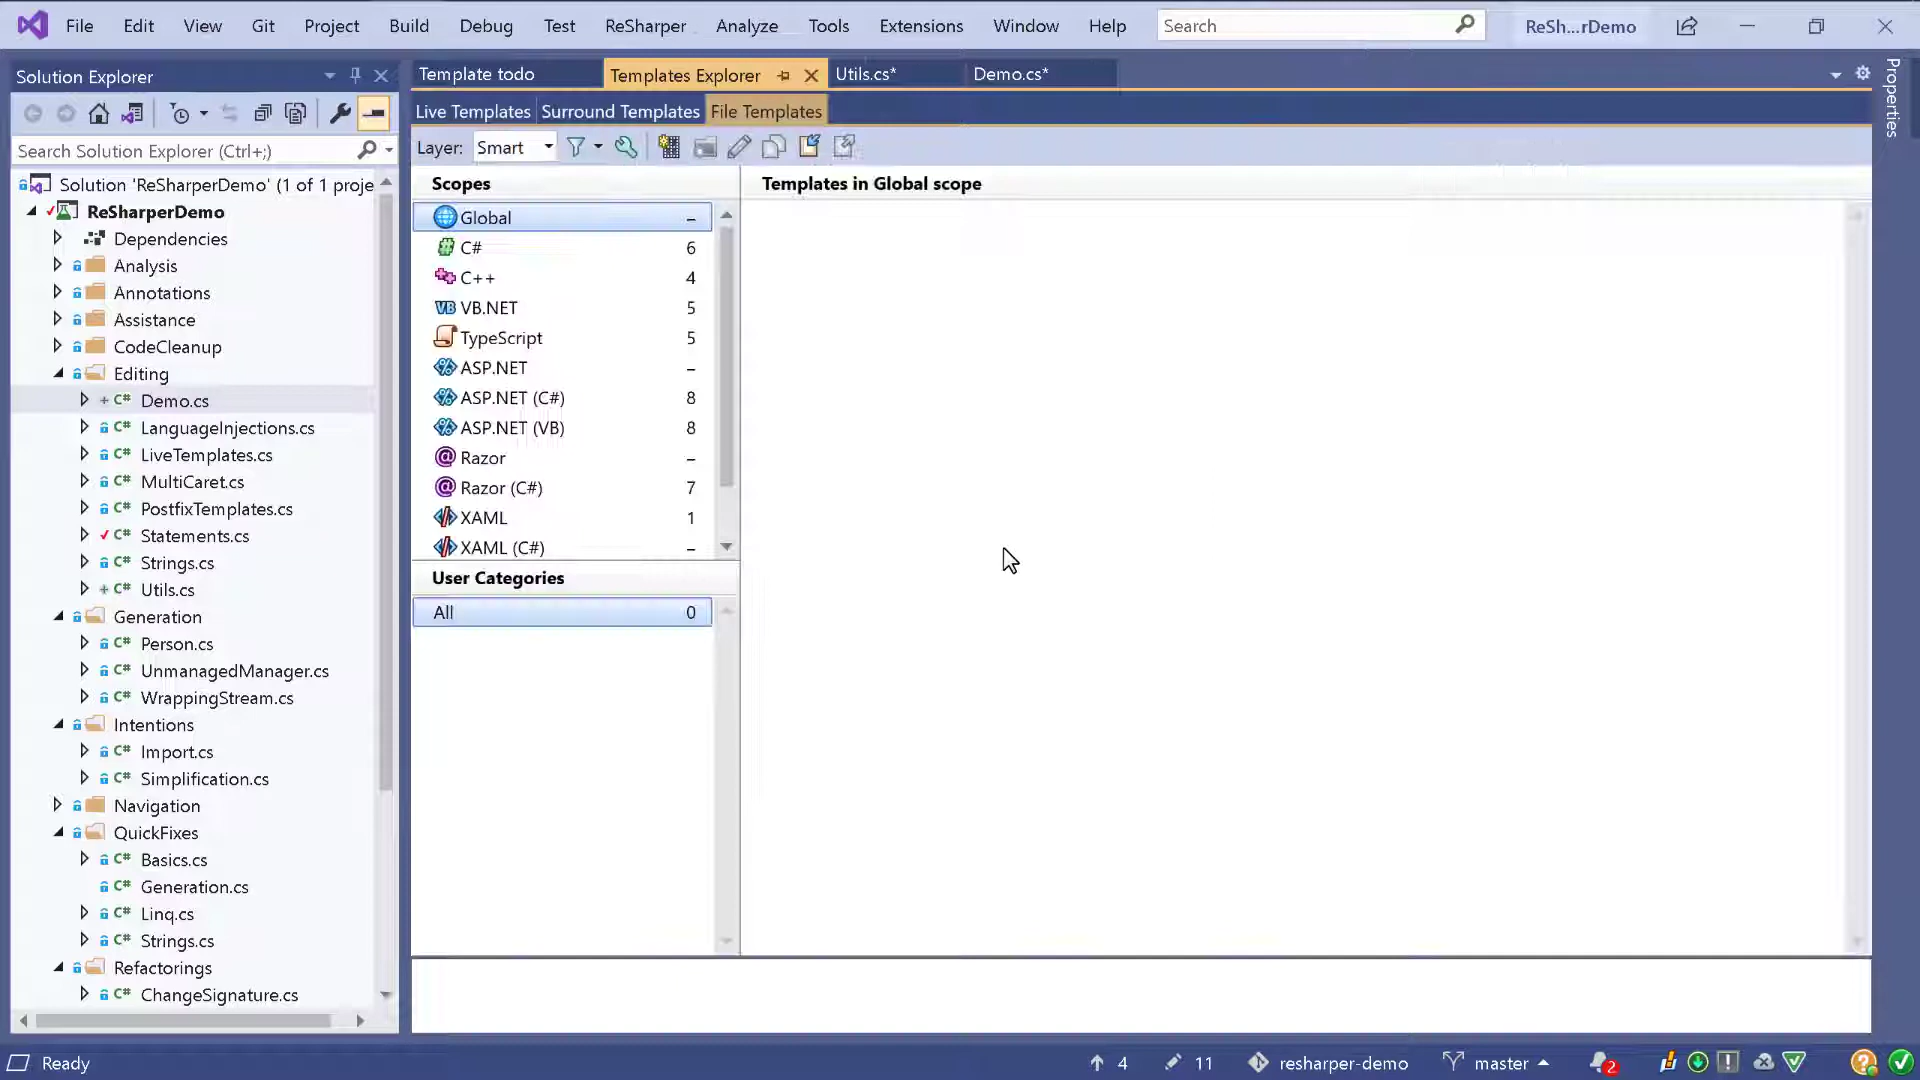 File Edit View Git Project Build Debug Test ReSharper Analyze Tools Extensions Window Help Search ReSh...rDemo
Solution Explorer
Search Solution Explorer (Ctrl+;)
Solution 'ReSharperDemo' (1 of 1 proje
ReSharperDemo
Dependencies
Analysis
Annotations
Assistance
CodeCleanup
Editing
C# Demo.cs
C# LanguageInjections.cs
C# LiveTemplates.cs
C# MultiCaret.cs
C# PostfixTemplates.cs
C# Statements.cs
C# Strings.cs
C# Utils.cs
Generation
C# Person.cs
C# UnmanagedManager.cs
C# WrappingStream.cs
Intentions
C# Import.cs
C# Simplification.cs
Navigation
QuickFixes
C# Basics.cs
C# Generation.cs
C# Linq.cs
C# Strings.cs
Refactorings
C# ChangeSignature.cs
Template todo Templates Explorer Utils.cs* Demo.cs*
Live Templates Surround Templates File Templates
Layer: Smart
Scopes
Global –
C# 6
C++ 4
VB VB.NET 5
TypeScript 5
ASP.NET –
ASP.NET (C#) 8
ASP.NET (VB) 8
@ Razor –
@ Razor (C#) 7
XAML 1
XAML (C#) –
User Categories
All 0
Templates in Global scope
Properties
Ready 4 11 resharper-demo master 2